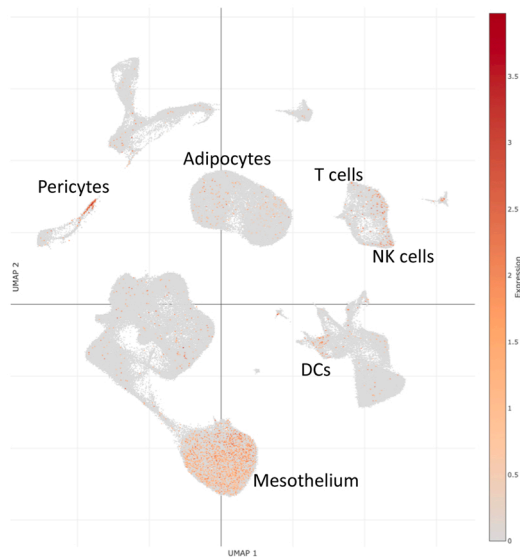 3.5
Adipocytes
T cells
Pericytes
3
2.5
NK cells
UMAP 2
2
Expression
1.5
DCs
1
Mesothelium
0.5
0
UMAP 1